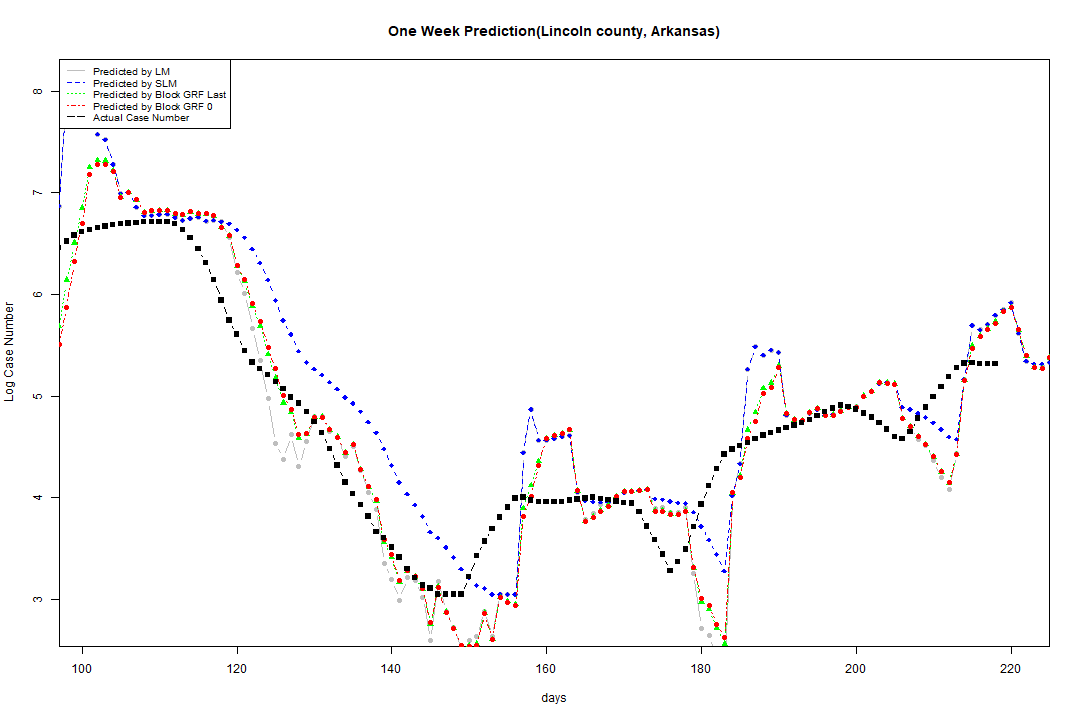 One Week Prediction(Lincoln county, Arkansas)
Predicted by LM
Predicted by SLM
Predicted by Block GRF Last
Predicted by Block GRF 0
Actual Case Number
8
7
6
5
4
3
Log Case Number
100 120 140 160 180 200 220
days